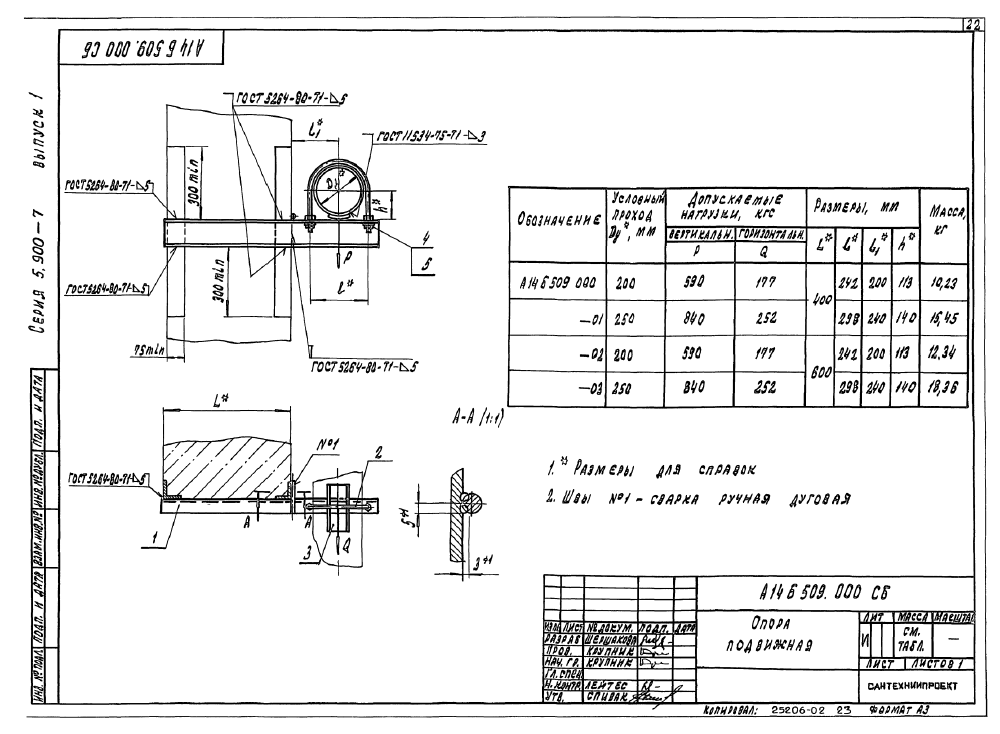 22
А14Б 509.000 СБ
Серия 5.900-7 выпуск 1
ГОСТ 5264-80-Т1-⊿5
L₁*
ГОСТ 11534-75-Т1-⊿3
ГОСТ 5264-80-Т1-⊿5
300 min
D₁*
h*
4
5
P
ГОСТ 5264-80-Т1-⊿5
300 min
l*
75 min
ГОСТ 5264-80-Т1-⊿5
Обозначение | Условный проход Dу*, мм | Допускаемые нагрузки, кгс | Размеры, мм | Масса, кг
вертикальн. P | горизонтальн. Q | L* | l* | L₁* | h*
А14Б509 000 | 200 | 590 | 177 | 400 | 242 | 200 | 113 | 10,23
—01 | 250 | 840 | 252 | 298 | 240 | 140 | 15,45
—02 | 200 | 590 | 177 | 600 | 242 | 200 | 113 | 12,34
—03 | 250 | 840 | 252 | 298 | 240 | 140 | 18,36
L*
А-А (1:1)
№1
2
ГОСТ 5264-80-Т1-⊿5
А
А
1
3
Q
5±1
3±1
1. * Размеры для справок
2. Швы №1 - сварка ручная дуговая
Инв. № подл. Подп. и дата Взам. инв. № Инв. № дубл. Подп. и дата
А14Б 509.000 СБ
Изм. Лист № докум. Подп. Дата
Разраб Шершакова
Пров. Крупник
Нач. гр. Крупник
Гл. спец.
Н. контр. Лейтес
Утв. Спивак
Опора
подвижная
Лит Масса Масштаб
И см. табл. —
Лист Листов 1
САНТЕХНИИПРОЕКТ
Копировал: 25206-02 23 Формат А3